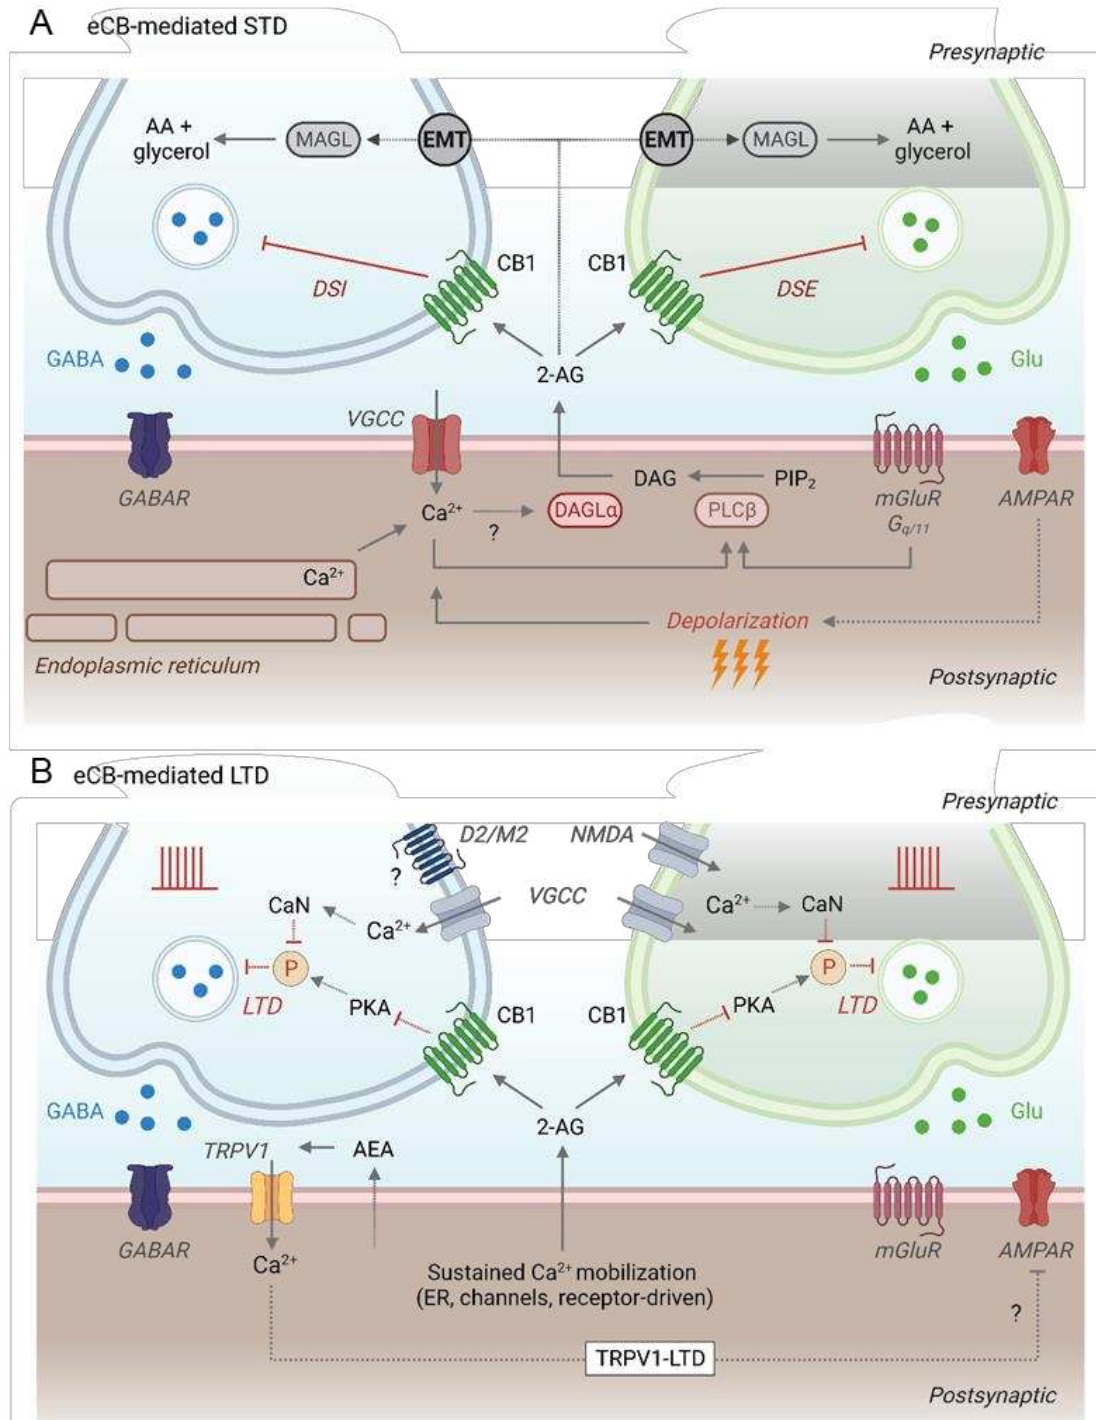 A eCB-mediated STD
Presynaptic
AA +
glycerol
MAGL
EMT
EMT
MAGL
AA +
glycerol
CB1
CB1
DSI
DSE
GABA
2-AG
Glu
VGCC
GABAR
DAG
PIP₂
mGluR
Gq/11
AMPAR
Ca²⁺
?
DAGLα
PLCβ
Ca²⁺
Depolarization
Endoplasmic reticulum
Postsynaptic
B eCB-mediated LTD
Presynaptic
D2/M2
NMDA
?
VGCC
CaN
Ca²⁺
Ca²⁺
CaN
P
P
LTD
PKA
CB1
CB1
PKA
LTD
GABA
2-AG
Glu
TRPV1
AEA
GABAR
mGluR
AMPAR
Ca²⁺
Sustained Ca²⁺ mobilization
(ER, channels, receptor-driven)
?
TRPV1-LTD
Postsynaptic